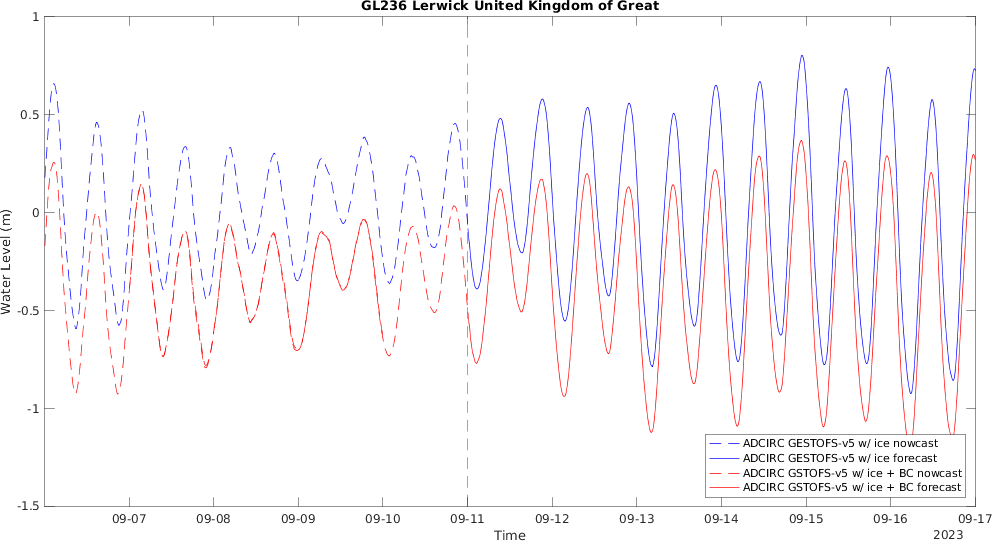 GL236 Lerwick United Kingdom of Great
1
0.5
0
-0.5
-1
-1.5
Water Level (m)
09-07 09-08 09-09 09-10 09-11 09-12 09-13 09-14 09-15 09-16 09-17
Time
2023
ADCIRC GESTOFS-v5 w/ ice nowcast
ADCIRC GESTOFS-v5 w/ ice forecast
ADCIRC GSTOFS-v5 w/ ice + BC nowcast
ADCIRC GSTOFS-v5 w/ ice + BC forecast